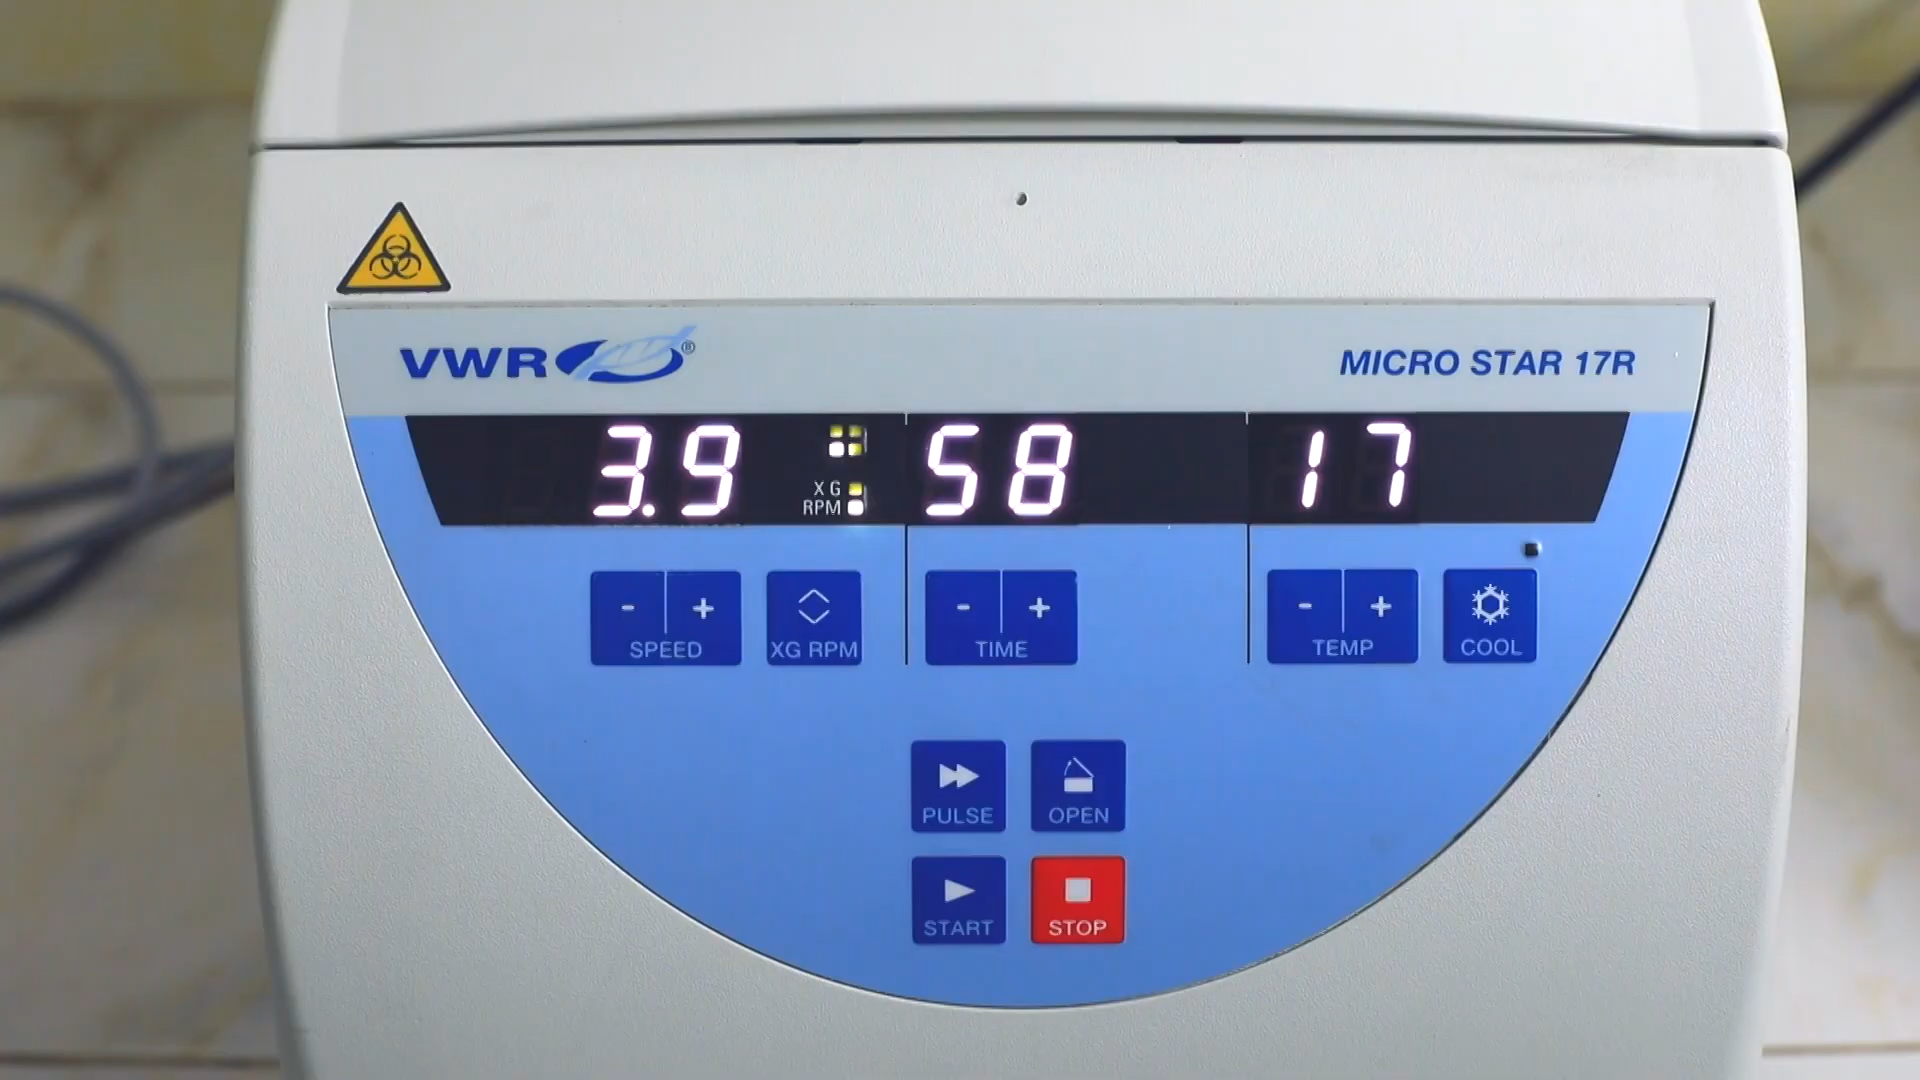 VWR®
MICRO STAR 17R
3.9
X G
RPM
58
17
- +
SPEED
XG RPM
- +
TIME
- +
TEMP
COOL
PULSE
OPEN
START
STOP